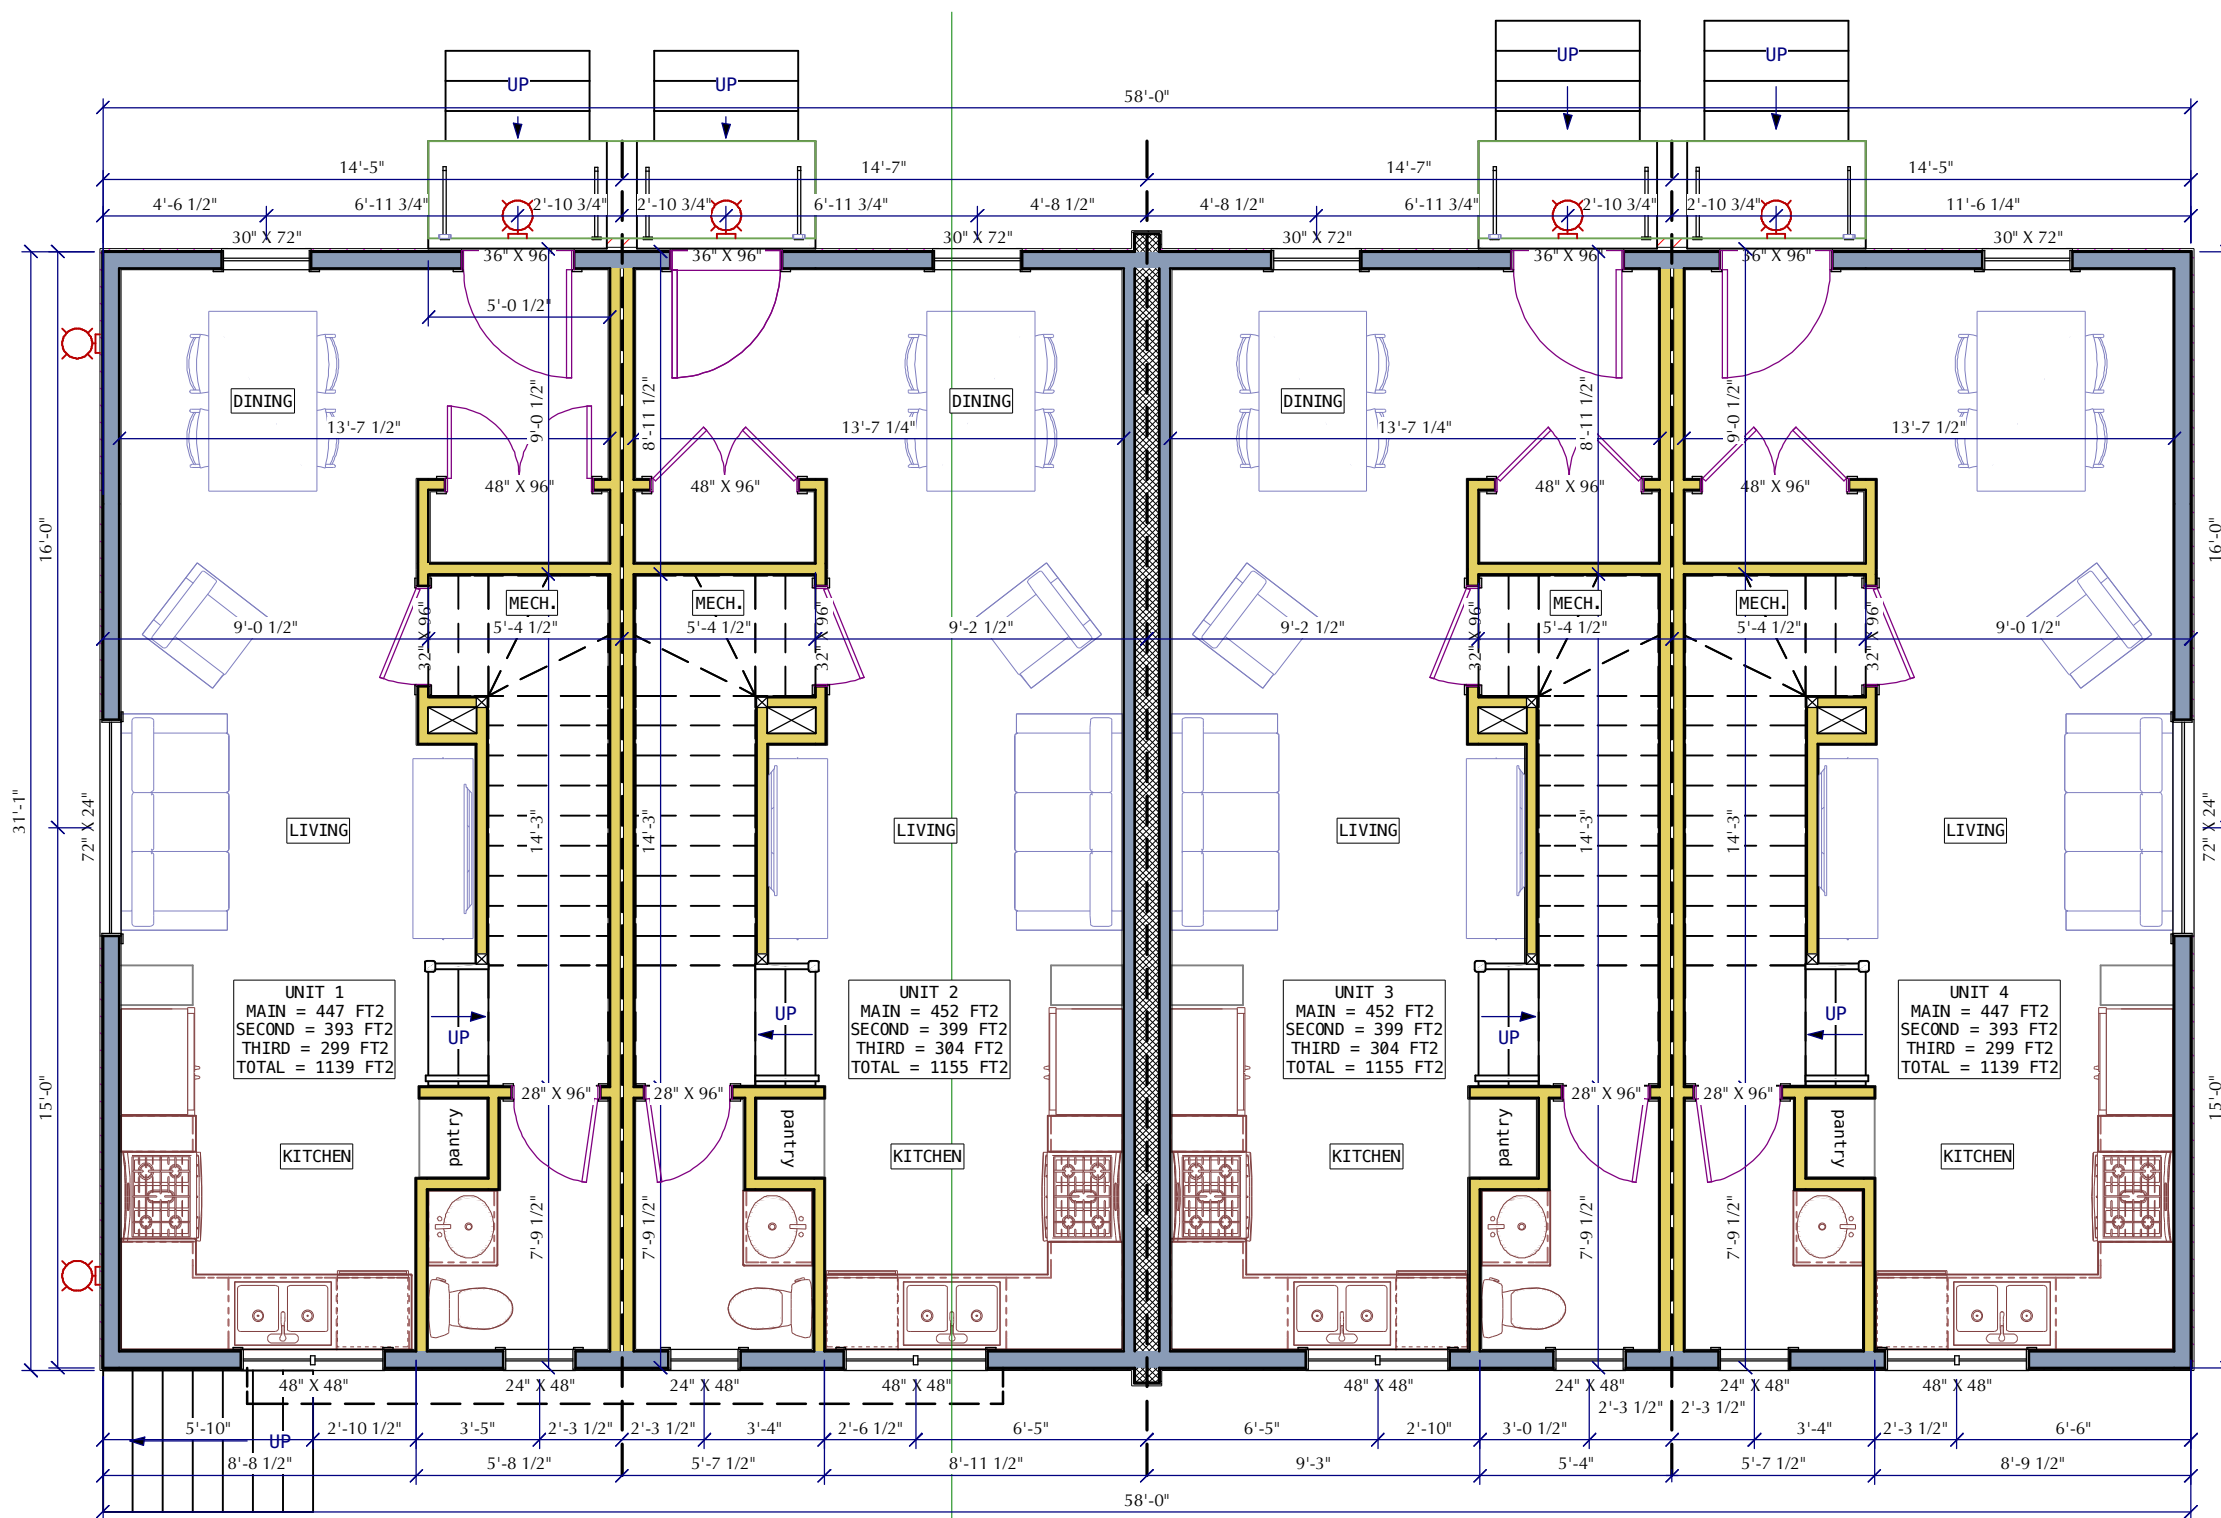 UP UP
UP UP
58'-0"
14'-5" 14'-7" 14'-7" 14'-5"
4'-6 1/2" 6'-11 3/4" 2'-10 3/4" 2'-10 3/4" 6'-11 3/4" 4'-8 1/2" 4'-8 1/2" 6'-11 3/4" 2'-10 3/4" 2'-10 3/4" 11'-6 1/4"
30" X 72" 30" X 72" 30" X 72" 30" X 72"
36" X 96" 36" X 96" 36" X 96" 36" X 96"
5'-0 1/2"
DINING DINING DINING DINING
9'-0 1/2" 8'-11 1/2" 8'-11 1/2" 9'-0 1/2"
13'-7 1/2" 13'-7 1/4" 13'-7 1/4" 13'-7 1/2"
48" X 96" 48" X 96" 48" X 96" 48" X 96"
16'-0" 16'-0"
MECH. MECH. MECH. MECH.
9'-0 1/2" 5'-4 1/2" 5'-4 1/2" 9'-2 1/2" 9'-2 1/2" 5'-4 1/2" 5'-4 1/2" 9'-0 1/2"
32" X 96" 32" X 96" 32" X 96" 32" X 96"
31'-1"
72" X 24" 72" X 24"
LIVING LIVING LIVING LIVING
14'-3" 14'-3" 14'-3" 14'-3"
UNIT 1
MAIN = 447 FT2
SECOND = 393 FT2
THIRD = 299 FT2
TOTAL = 1139 FT2
UP
UP
UNIT 2
MAIN = 452 FT2
SECOND = 399 FT2
THIRD = 304 FT2
TOTAL = 1155 FT2
UNIT 3
MAIN = 452 FT2
SECOND = 399 FT2
THIRD = 304 FT2
TOTAL = 1155 FT2
UP
UP
UNIT 4
MAIN = 447 FT2
SECOND = 393 FT2
THIRD = 299 FT2
TOTAL = 1139 FT2
15'-0" 15'-0"
28" X 96" 28" X 96" 28" X 96" 28" X 96"
pantry pantry pantry pantry
KITCHEN KITCHEN KITCHEN KITCHEN
7'-9 1/2" 7'-9 1/2" 7'-9 1/2" 7'-9 1/2"
48" X 48" 24" X 48" 24" X 48" 48" X 48" 48" X 48" 24" X 48" 24" X 48" 48" X 48"
2'-3 1/2" 2'-3 1/2"
5'-10" 2'-10 1/2" 3'-5" 2'-3 1/2" 2'-3 1/2" 3'-4" 2'-6 1/2" 6'-5" 6'-5" 2'-10" 3'-0 1/2" 3'-4" 2'-3 1/2" 6'-6"
UP
8'-8 1/2" 5'-8 1/2" 5'-7 1/2" 8'-11 1/2" 9'-3" 5'-4" 5'-7 1/2" 8'-9 1/2"
58'-0"